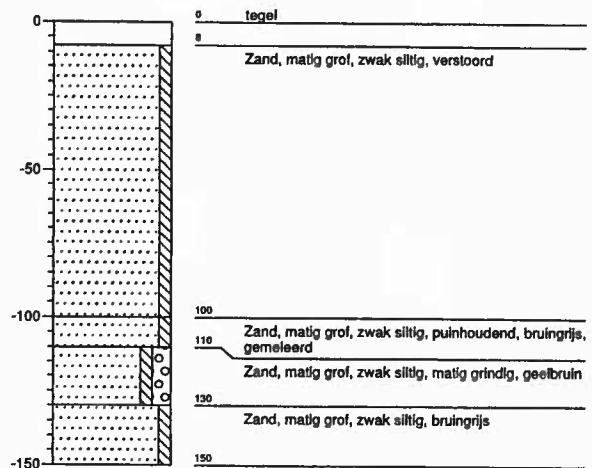 0 0 tegel
8
Zand, matig grof, zwak siltig, verstoord
-50
-100 100
Zand, matig grof, zwak siltig, puinhoudend, bruingrijs,
110 gemeleerd
Zand, matig grof, zwak siltig, matig grindig, geelbruin
130
Zand, matig grof, zwak siltig, bruingrijs
-150 150